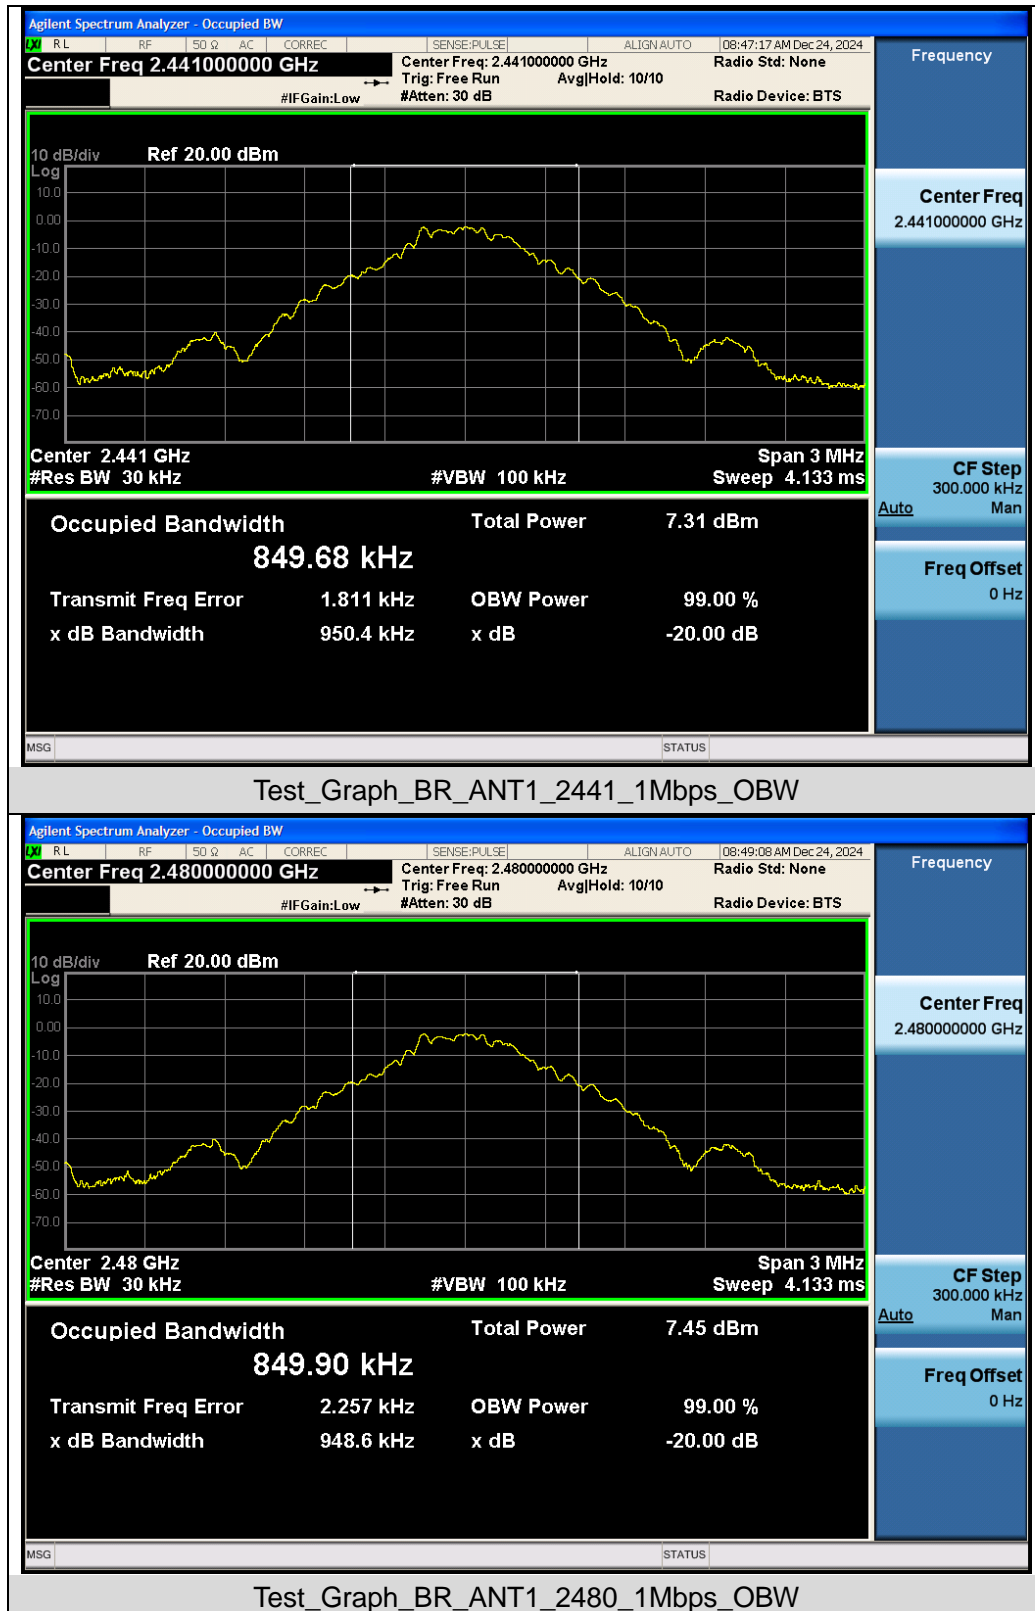 Agilent Spectrum Analyzer - Occupied BW
LXI RL RF 50 Ω AC CORREC SENSE:PULSE ALIGN AUTO 08:47:17 AM Dec 24, 2024
Center Freq 2.441000000 GHz Center Freq: 2.441000000 GHz Radio Std: None Frequency
Trig: Free Run Avg|Hold: 10/10
#IFGain:Low #Atten: 30 dB Radio Device: BTS
10 dB/div Ref 20.00 dBm
Log
10.0
0.00
-10.0
-20.0
-30.0
-40.0
-50.0
-60.0
-70.0
Center 2.441 GHz Span 3 MHz
#Res BW 30 kHz #VBW 100 kHz Sweep 4.133 ms
Center Freq
2.441000000 GHz
CF Step
300.000 kHz
Auto Man
Freq Offset
0 Hz
Occupied Bandwidth Total Power 7.31 dBm
849.68 kHz
Transmit Freq Error 1.811 kHz OBW Power 99.00 %
x dB Bandwidth 950.4 kHz x dB -20.00 dB
MSG STATUS
Test_Graph_BR_ANT1_2441_1Mbps_OBW
Agilent Spectrum Analyzer - Occupied BW
LXI RL RF 50 Ω AC CORREC SENSE:PULSE ALIGN AUTO 08:49:08 AM Dec 24, 2024
Center Freq 2.480000000 GHz Center Freq: 2.480000000 GHz Radio Std: None Frequency
Trig: Free Run Avg|Hold: 10/10
#IFGain:Low #Atten: 30 dB Radio Device: BTS
10 dB/div Ref 20.00 dBm
Log
10.0
0.00
-10.0
-20.0
-30.0
-40.0
-50.0
-60.0
-70.0
Center 2.48 GHz Span 3 MHz
#Res BW 30 kHz #VBW 100 kHz Sweep 4.133 ms
Center Freq
2.480000000 GHz
CF Step
300.000 kHz
Auto Man
Freq Offset
0 Hz
Occupied Bandwidth Total Power 7.45 dBm
849.90 kHz
Transmit Freq Error 2.257 kHz OBW Power 99.00 %
x dB Bandwidth 948.6 kHz x dB -20.00 dB
MSG STATUS
Test_Graph_BR_ANT1_2480_1Mbps_OBW